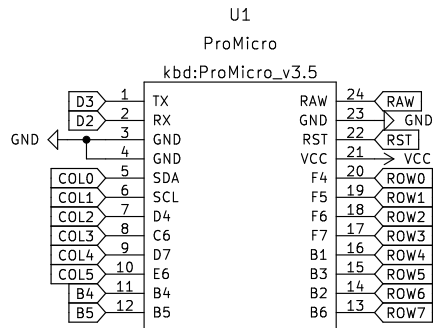 U1
ProMicro
kbd:ProMicro_v3.5
D3 1 TX RAW 24 RAW
D2 2 RX GND 23 GND
GND 3 GND RST 22 RST
4 GND VCC 21 VCC
COL0 5 SDA F4 20 ROW0
COL1 6 SCL F5 19 ROW1
COL2 7 D4 F6 18 ROW2
COL3 8 C6 F7 17 ROW3
COL4 9 D7 B1 16 ROW4
COL5 10 E6 B3 15 ROW5
B4 11 B4 B2 14 ROW6
B5 12 B5 B6 13 ROW7